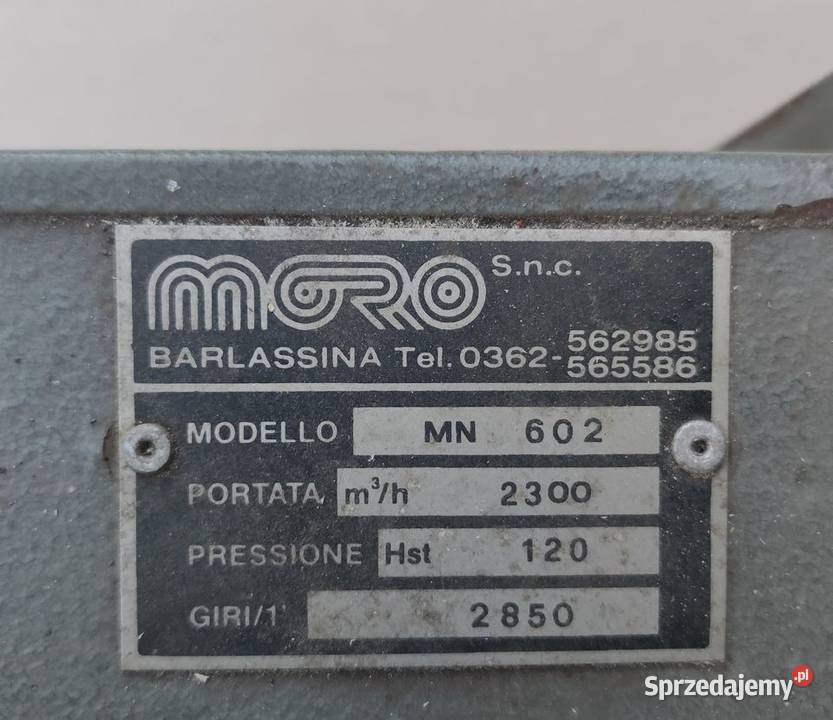 MORO S.n.c.
BARLASSINA Tel. 0362-562985
565586
MODELLO MN 602
PORTATA m³/h 2300
PRESSIONE Hst 120
GIRI/1' 2850
Sprzedajemy.pl